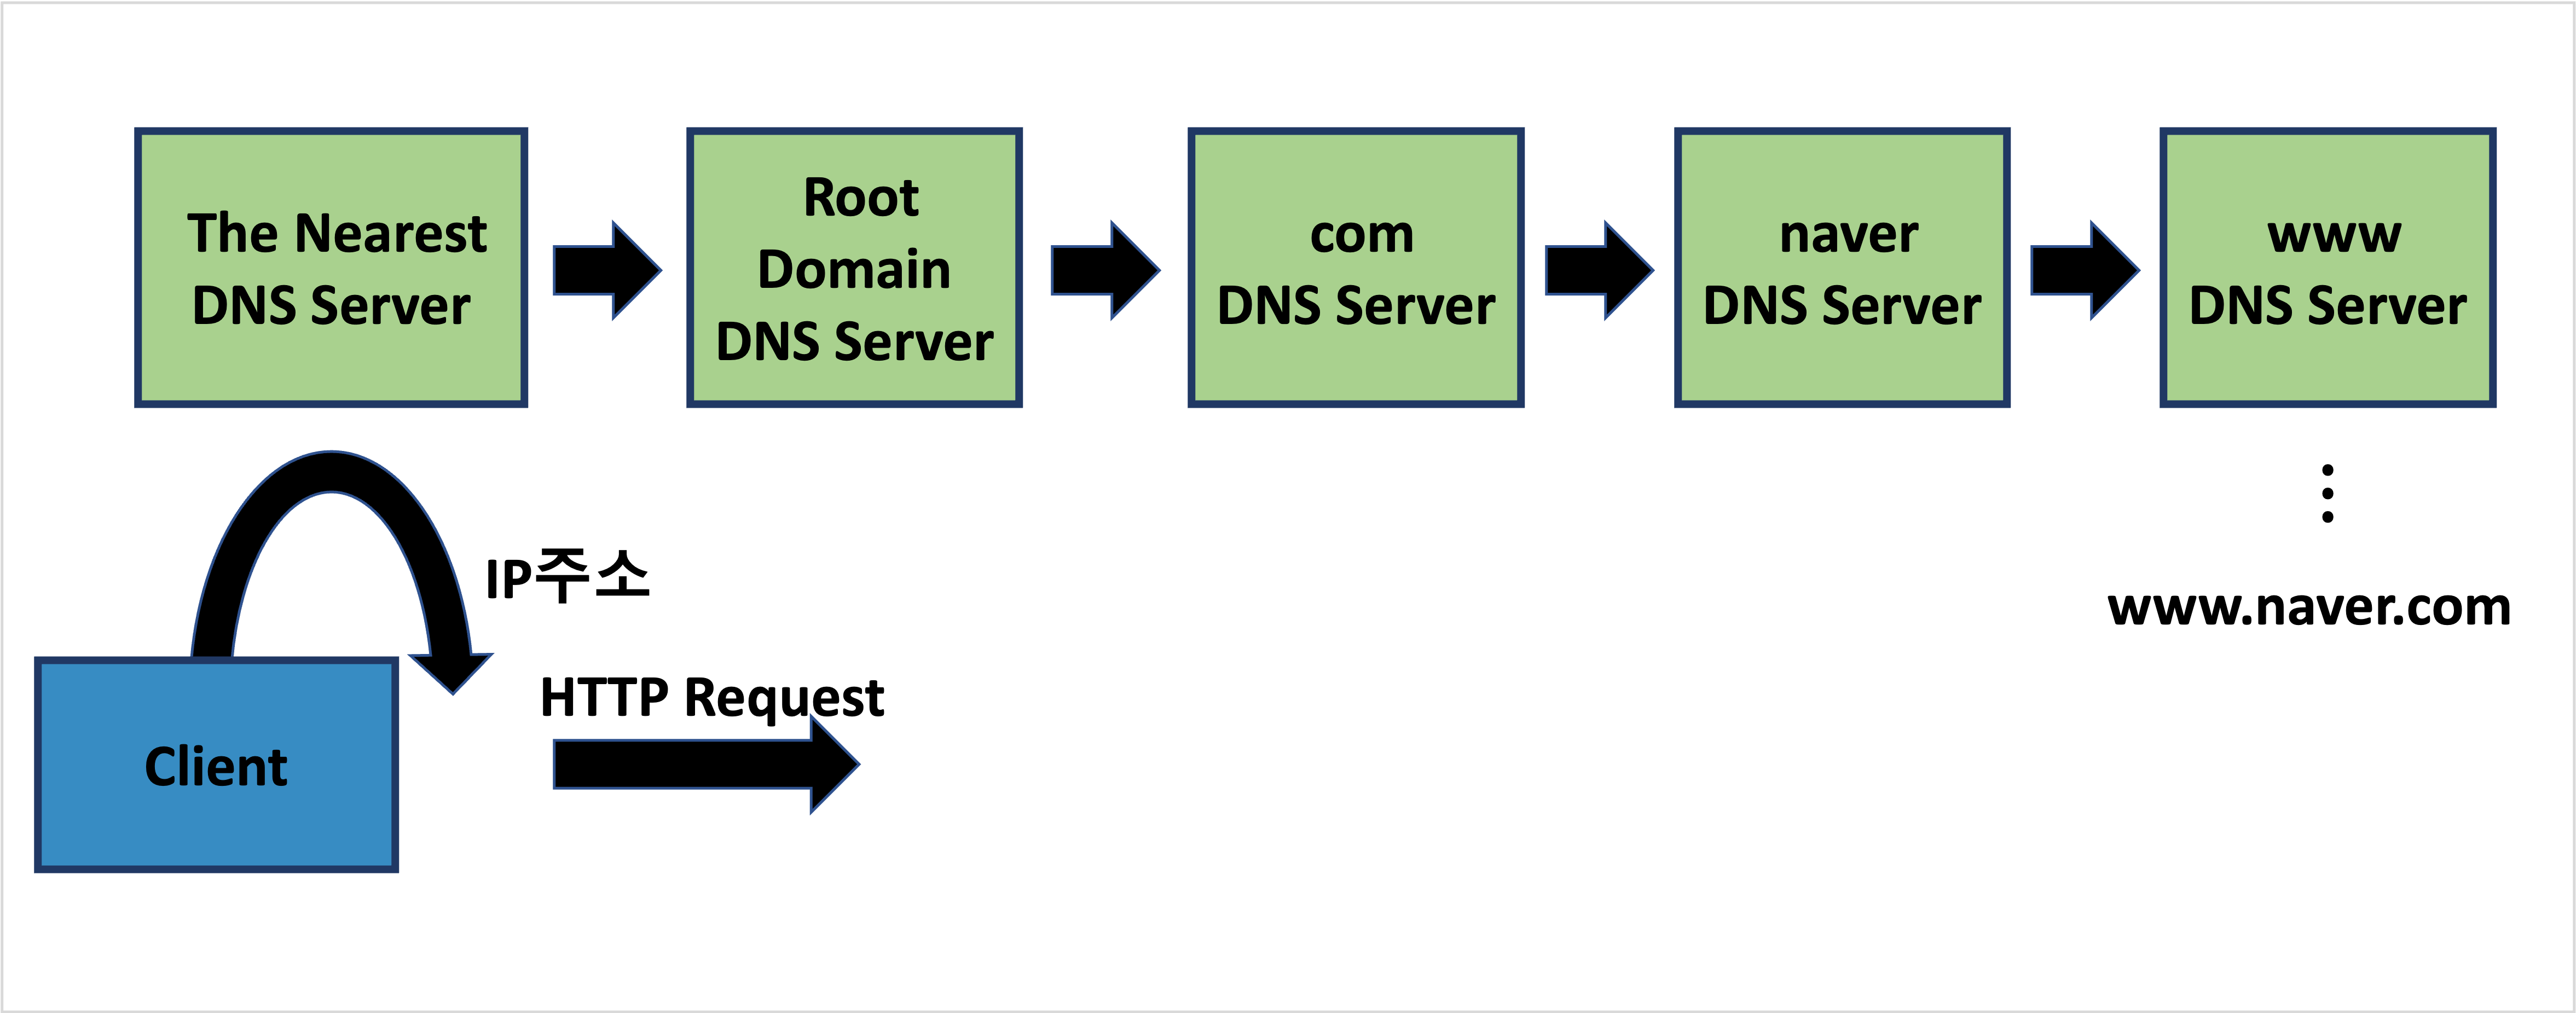 The Nearest
DNS Server
Root
Domain
DNS Server
com
DNS Server
naver
DNS Server
www
DNS Server
IP주소
www.naver.com
HTTP Request
Client